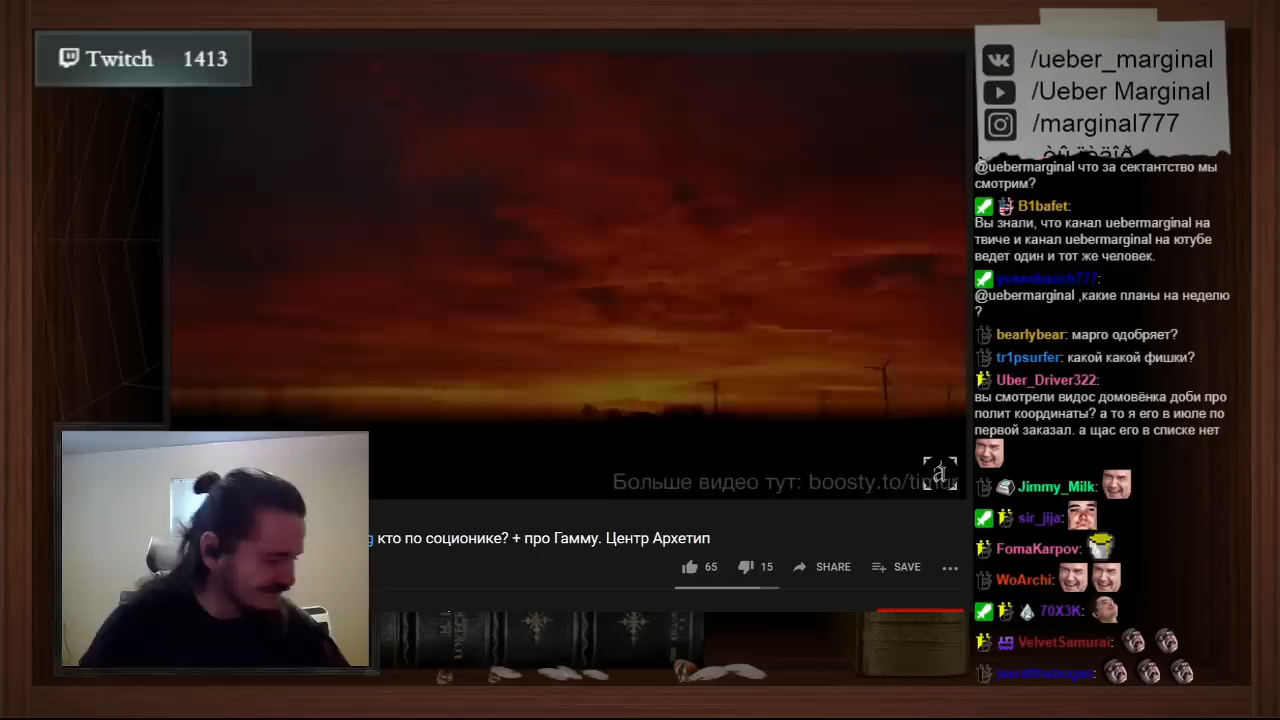 Twitch 1413
/ueber_marginal
/Ueber Marginal
/marginal777
@uebermarginal что за сектантство мы
смотрим?
B1bafet:
Вы знали, что канал uebermarginal на
твиче и канал uebermarginal на ютубе
ведет один и тот же человек.
@uebermarginal ,какие планы на неделю
?
bearlybear: марго одобряет?
tr1psurfer: какой какой фишки?
Uber_Driver322:
вы смотрели видос домовёнка доби про
полит координаты? а то я его в июле по
первой заказал. а щас его в списке нет
Jimmy_Milk:
sir_jija:
FomaKarpov:
WoArchi:
70X3K:
VelvetSamurai:
Больше видео тут:
кто по соционике? + про Гамму. Центр Архетип
65 15 SHARE SAVE